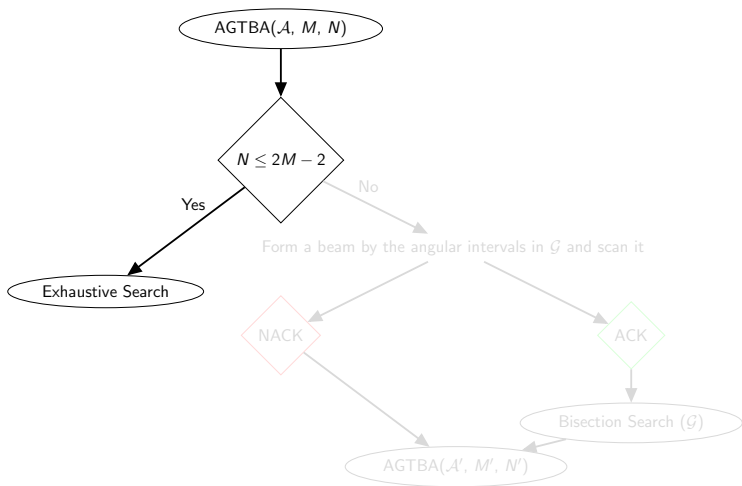 AGTBA(𝒜, M, N)
N ≤ 2M − 2
No
Yes
Form a beam by the angular intervals in 𝒢 and scan it
Exhaustive Search
NACK
ACK
Bisection Search (𝒢)
AGTBA(𝒜′, M′, N′)